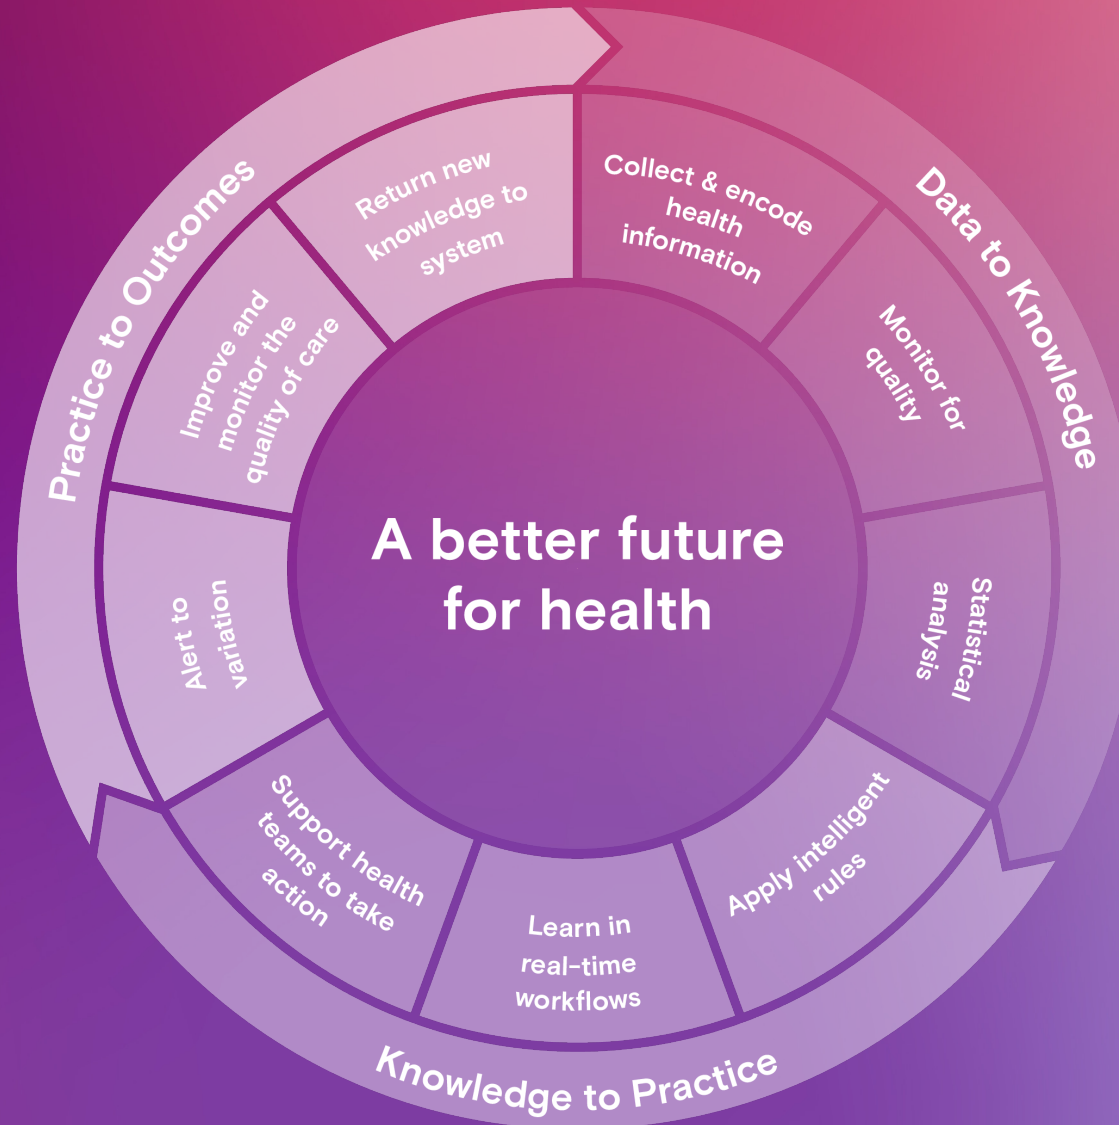 A better future
for health
Data to Knowledge
Collect & encode
health
information
Monitor for
quality
Statistical
analysis
Knowledge to Practice
Apply intelligent
rules
Learn in
real-time
workflows
Support health
teams to take
action
Practice to Outcomes
Alert to
variation
Improve and
monitor the
quality of care
Return new
knowledge to
system